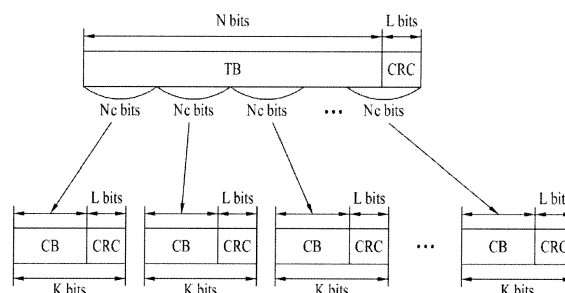 N bits L bits
TB CRC
Nc bits Nc bits Nc bits ... Nc bits
L bits L bits L bits L bits
CB CRC CB CRC CB CRC ... CB CRC
K bits K bits K bits K bits